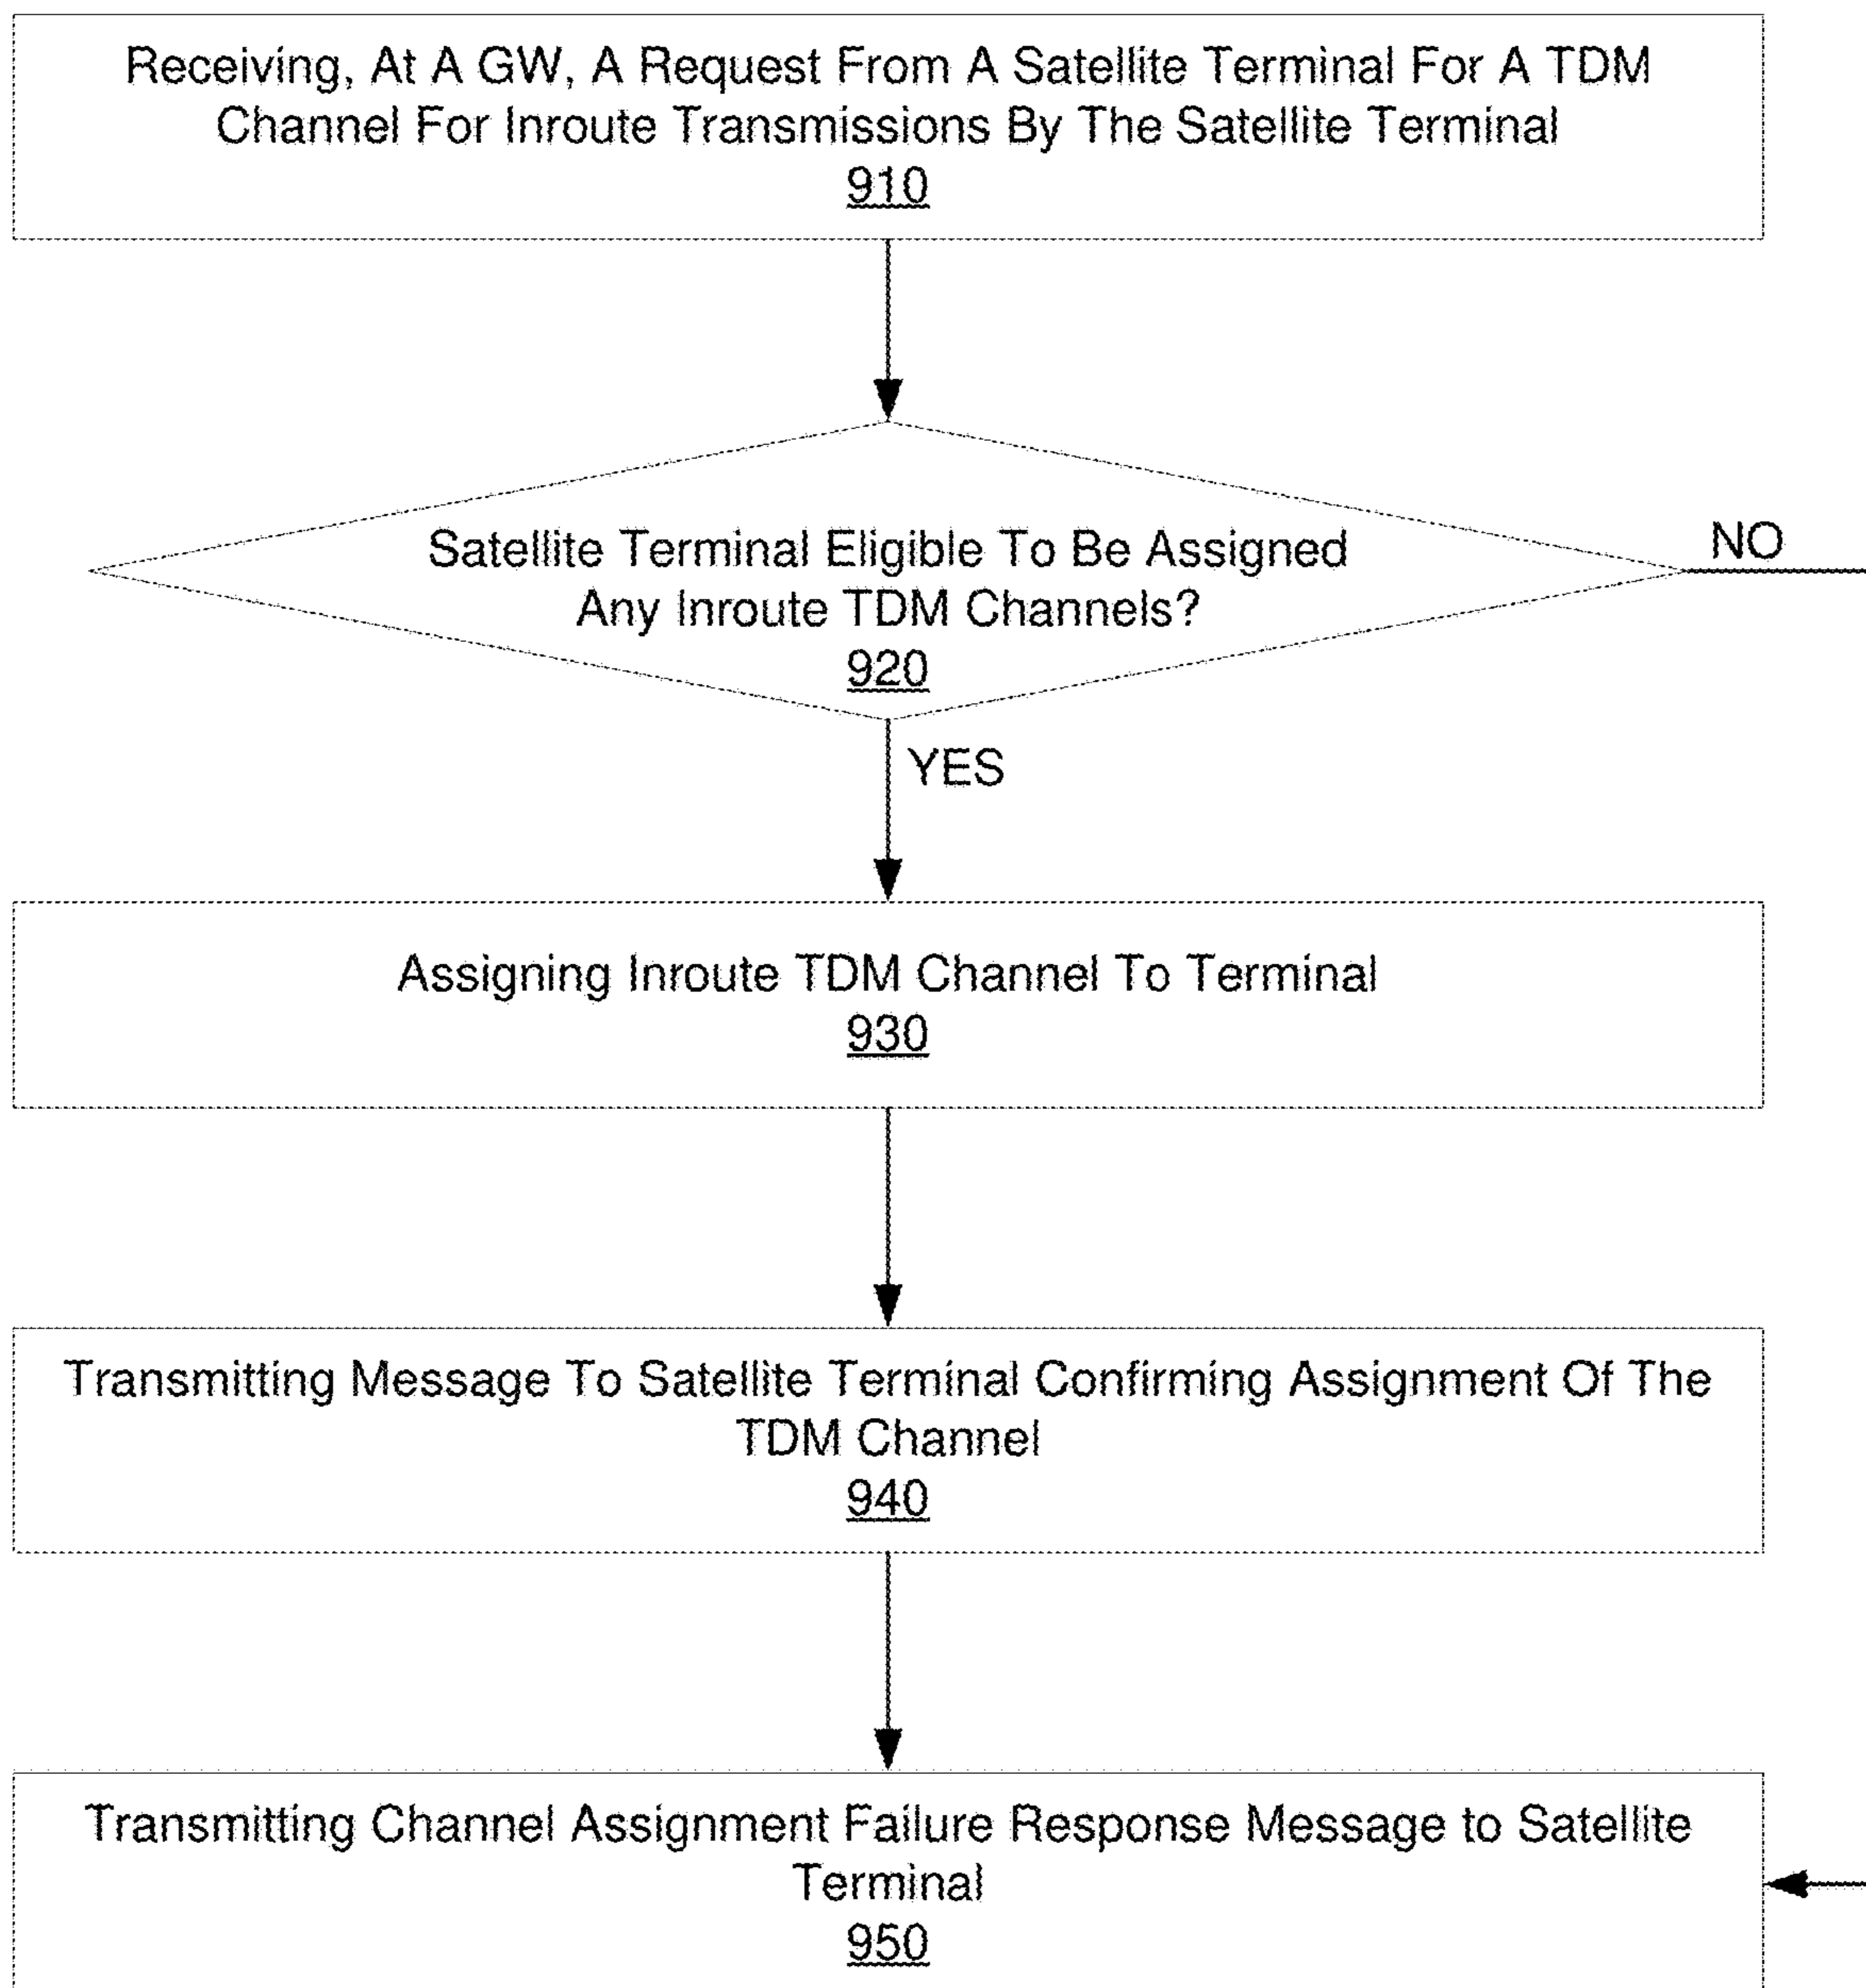 Receiving, At A GW, A Request From A Satellite Terminal For A TDM
Channel For Inroute Transmissions By The Satellite Terminal
910
Satellite Terminal Eligible To Be Assigned
Any Inroute TDM Channels?
920
NO
YES
Assigning Inroute TDM Channel To Terminal
930
Transmitting Message To Satellite Terminal Confirming Assignment Of The
TDM Channel
940
Transmitting Channel Assignment Failure Response Message to Satellite
Terminal
950